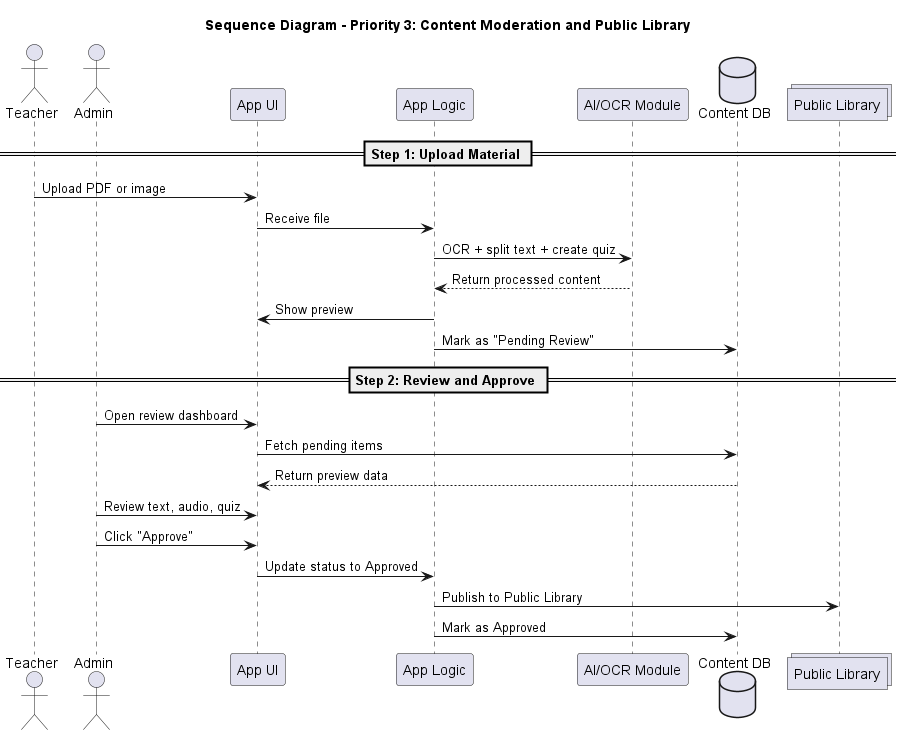 Sequence Diagram - Priority 3: Content Moderation and Public Library
Teacher
Admin
App UI
App Logic
AI/OCR Module
Content DB
Public Library
Step 1: Upload Material
Upload PDF or image
Receive file
OCR + split text + create quiz
Return processed content
Show preview
Mark as "Pending Review"
Step 2: Review and Approve
Open review dashboard
Fetch pending items
Return preview data
Review text, audio, quiz
Click "Approve"
Update status to Approved
Publish to Public Library
Mark as Approved
Teacher
Admin
App UI
App Logic
AI/OCR Module
Content DB
Public Library